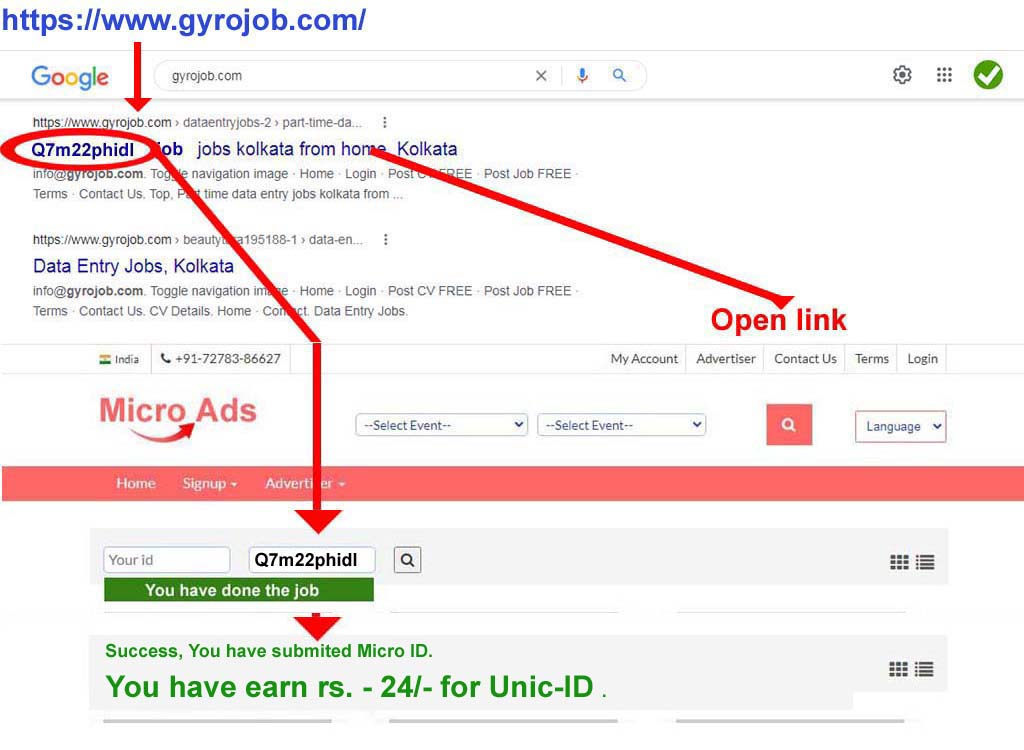 https://www.gyrojob.com/
Google
gyrojob.com
https://www.gyrojob.com › dataentryjobs-2 › part-time-da...
Q7m22phidl job jobs kolkata from home, Kolkata
info@gyrojob.com. Toggle navigation image · Home · Login · Post CV FREE · Post Job FREE ·
Terms · Contact Us. Top, Part time data entry jobs kolkata from ...
https://www.gyrojob.com › 195188-1 › data-en...
Data Entry Jobs, Kolkata
info@gyrojob.com. Toggle navigation image · Home · Login · Post CV FREE · Post Job FREE ·
Terms · Contact Us. CV Details. Home · Contact. Data Entry Jobs.
Open link
India +91-72783-86627 My Account Advertiser Contact Us Terms Login
Micro Ads
--Select Event-- --Select Event-- Language
Home Signup Advertiser
Your id Q7m22phidl
You have done the job
Success, You have submited Micro ID.
You have earn rs. - 24/- for Unic-ID .